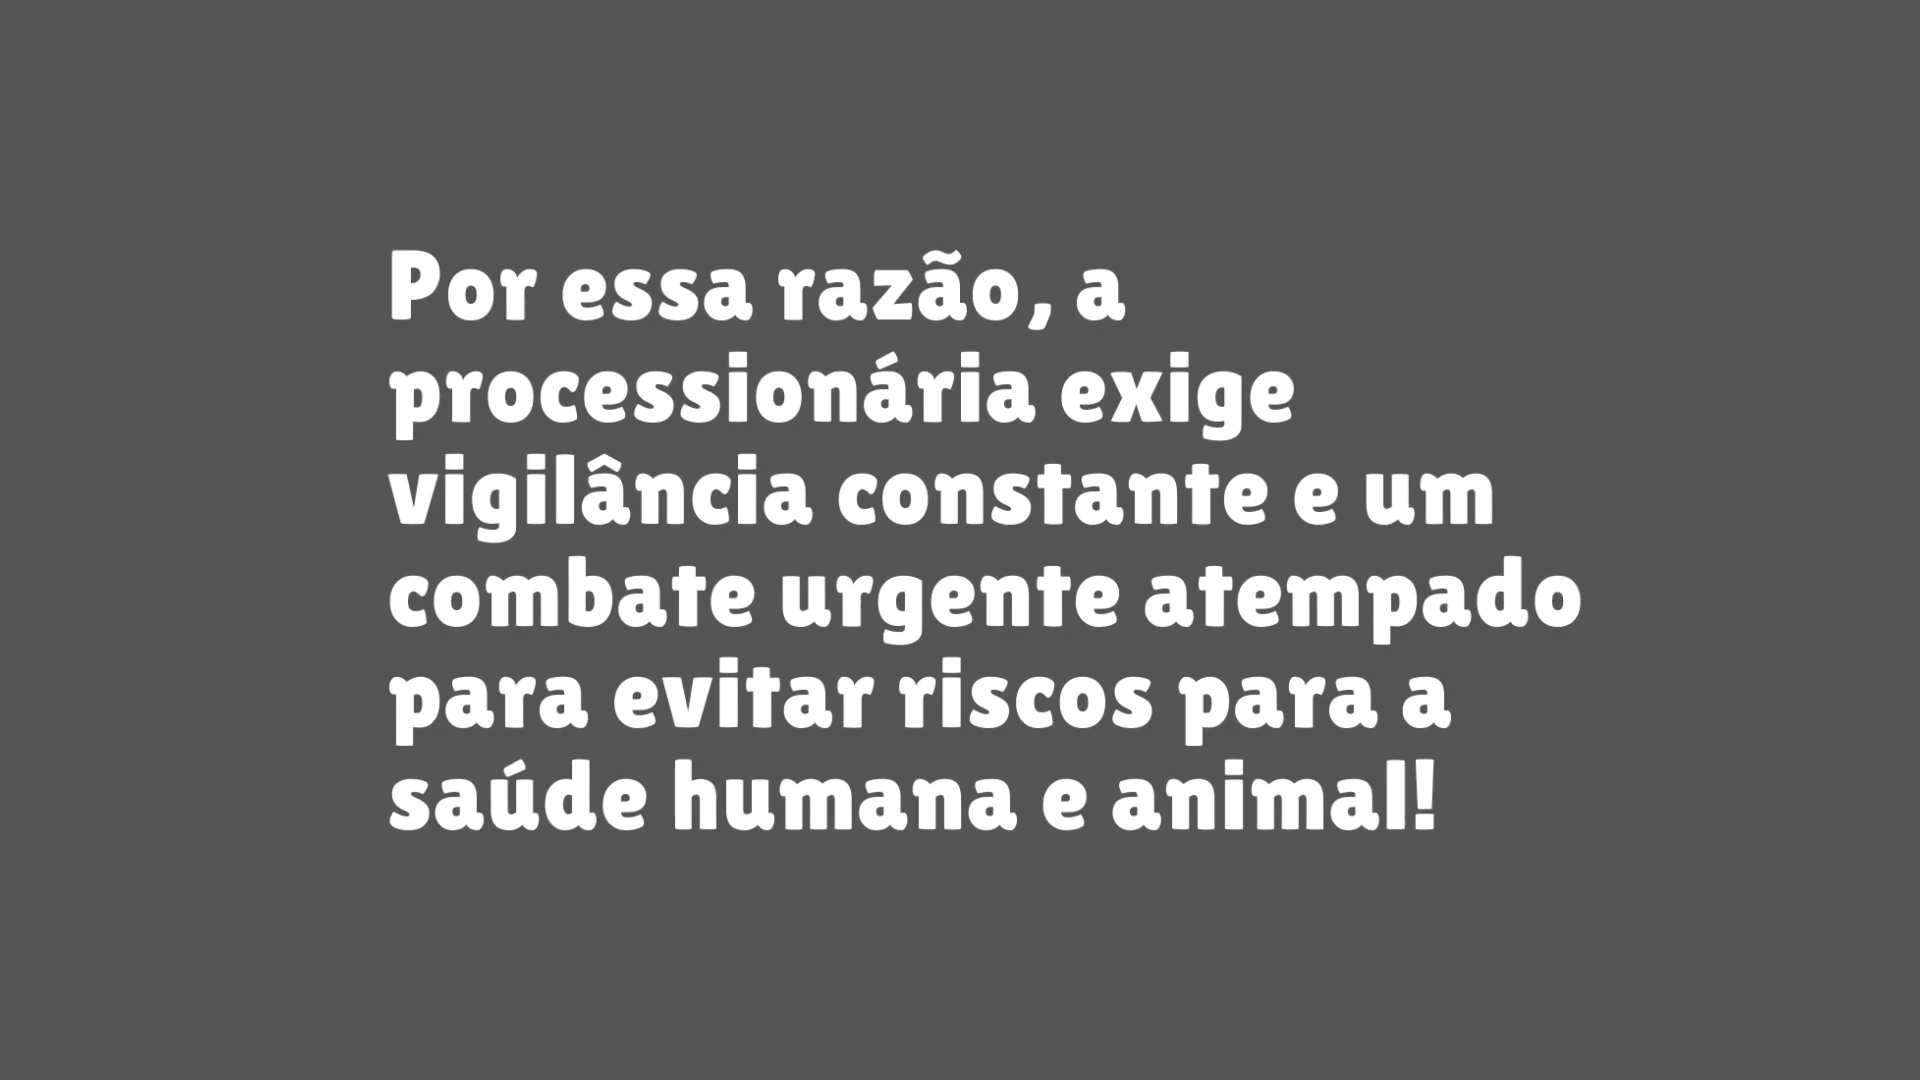 Por essa razão, a
processionária exige
vigilância constante e um
combate urgente atempado
para evitar riscos para a
saúde humana e animal!